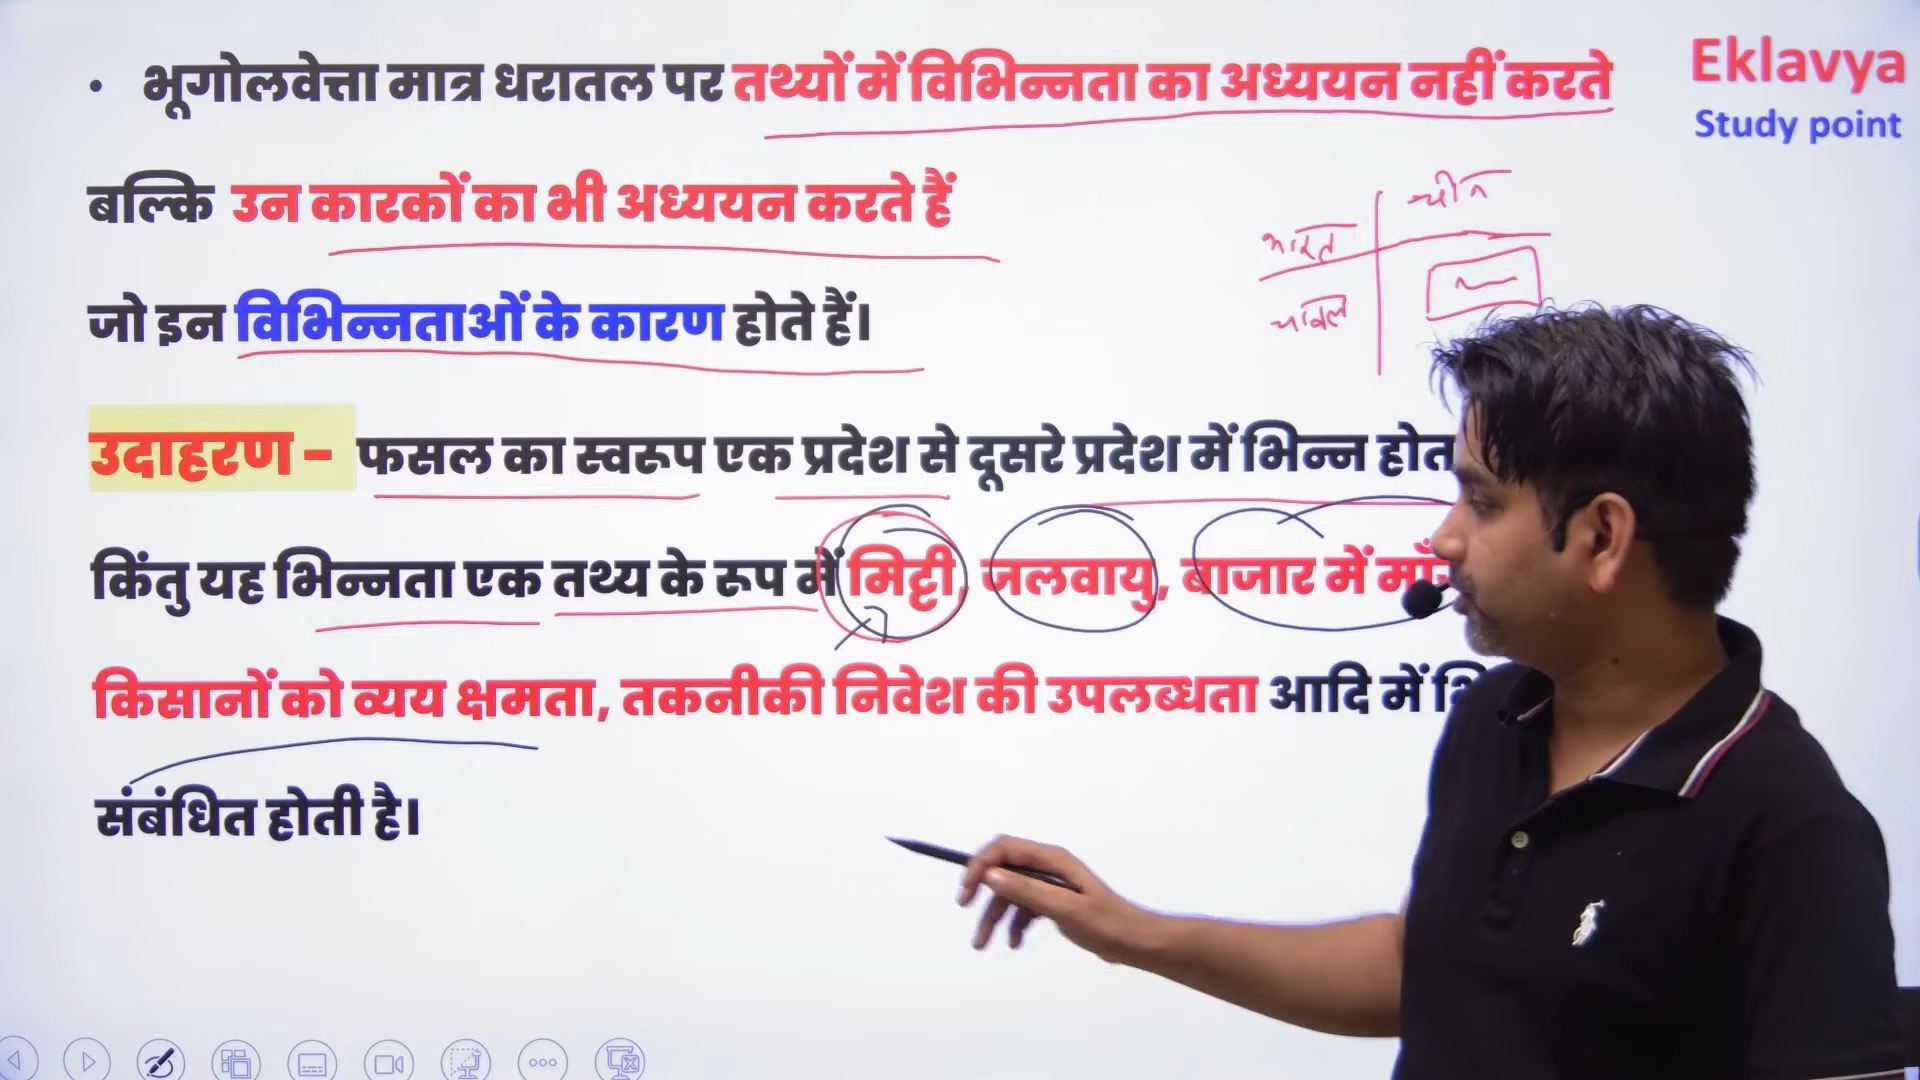 • भूगोलवेत्ता मात्र धरातल पर तथ्यों में विभिन्नता का अध्ययन नहीं करते
Eklavya
Study point
बल्कि उन कारकों का भी अध्ययन करते हैं
चीन
भारत
चावल
जो इन विभिन्नताओं के कारण होते हैं।
उदाहरण – फसल का स्वरूप एक प्रदेश से दूसरे प्रदेश में भिन्न
किंतु यह भिन्नता एक तथ्य के रूप में मिट्टी, जलवायु, बाजार में
किसानों को व्यय क्षमता, तकनीकी निवेश की उपलब्धता आदि में
संबंधित होती है।